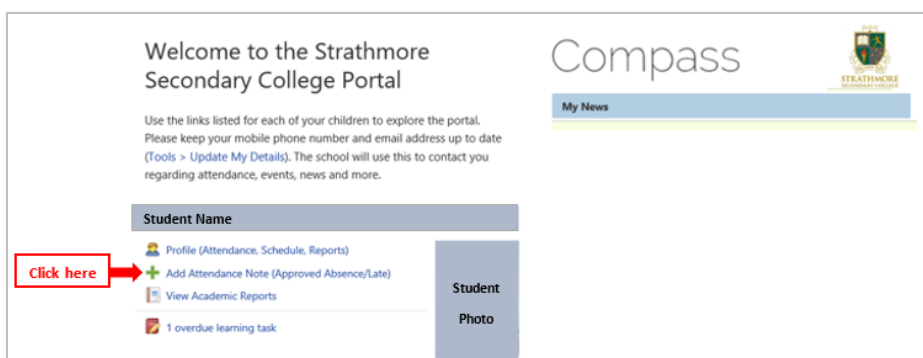 Welcome to the Strathmore
Secondary College Portal
Use the links listed for each of your children to explore the portal.
Please keep your mobile phone number and email address up to date
(Tools > Update My Details). The school will use this to contact you
regarding attendance, events, news and more.
Student Name
Profile (Attendance, Schedule, Reports)
Click here
Add Attendance Note (Approved Absence/Late)
View Academic Reports
1 overdue learning task
Student
Photo
Compass
STRATHMORE
SECONDARY COLLEGE
My News